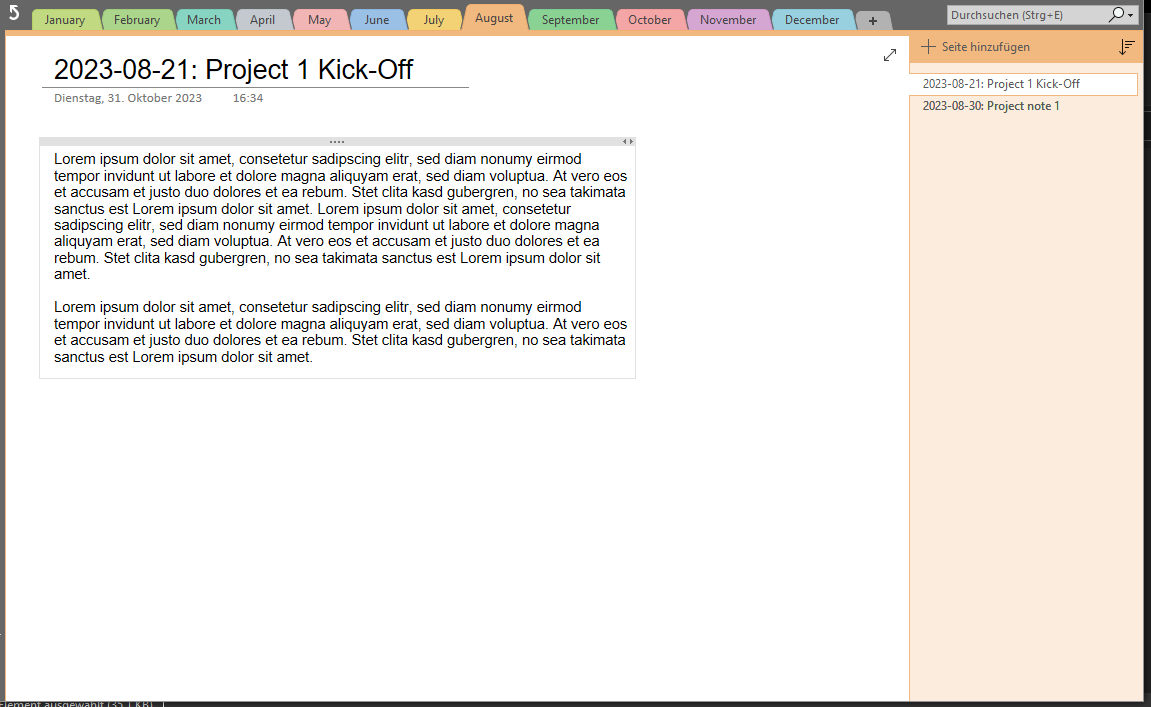 January February March April May June July August September October November December +
Durchsuchen (Strg+E)
2023-08-21: Project 1 Kick-Off
Dienstag, 31. Oktober 2023 16:34
Lorem ipsum dolor sit amet, consetetur sadipscing elitr, sed diam nonumy eirmod
tempor invidunt ut labore et dolore magna aliquyam erat, sed diam voluptua. At vero eos
et accusam et justo duo dolores et ea rebum. Stet clita kasd gubergren, no sea takimata
sanctus est Lorem ipsum dolor sit amet. Lorem ipsum dolor sit amet, consetetur
sadipscing elitr, sed diam nonumy eirmod tempor invidunt ut labore et dolore magna
aliquyam erat, sed diam voluptua. At vero eos et accusam et justo duo dolores et ea
rebum. Stet clita kasd gubergren, no sea takimata sanctus est Lorem ipsum dolor sit
amet.
Lorem ipsum dolor sit amet, consetetur sadipscing elitr, sed diam nonumy eirmod
tempor invidunt ut labore et dolore magna aliquyam erat, sed diam voluptua. At vero eos
et accusam et justo duo dolores et ea rebum. Stet clita kasd gubergren, no sea takimata
sanctus est Lorem ipsum dolor sit amet.
Seite hinzufügen
2023-08-21: Project 1 Kick-Off
2023-08-30: Project note 1
Element ausgewählt (35,1 KB)